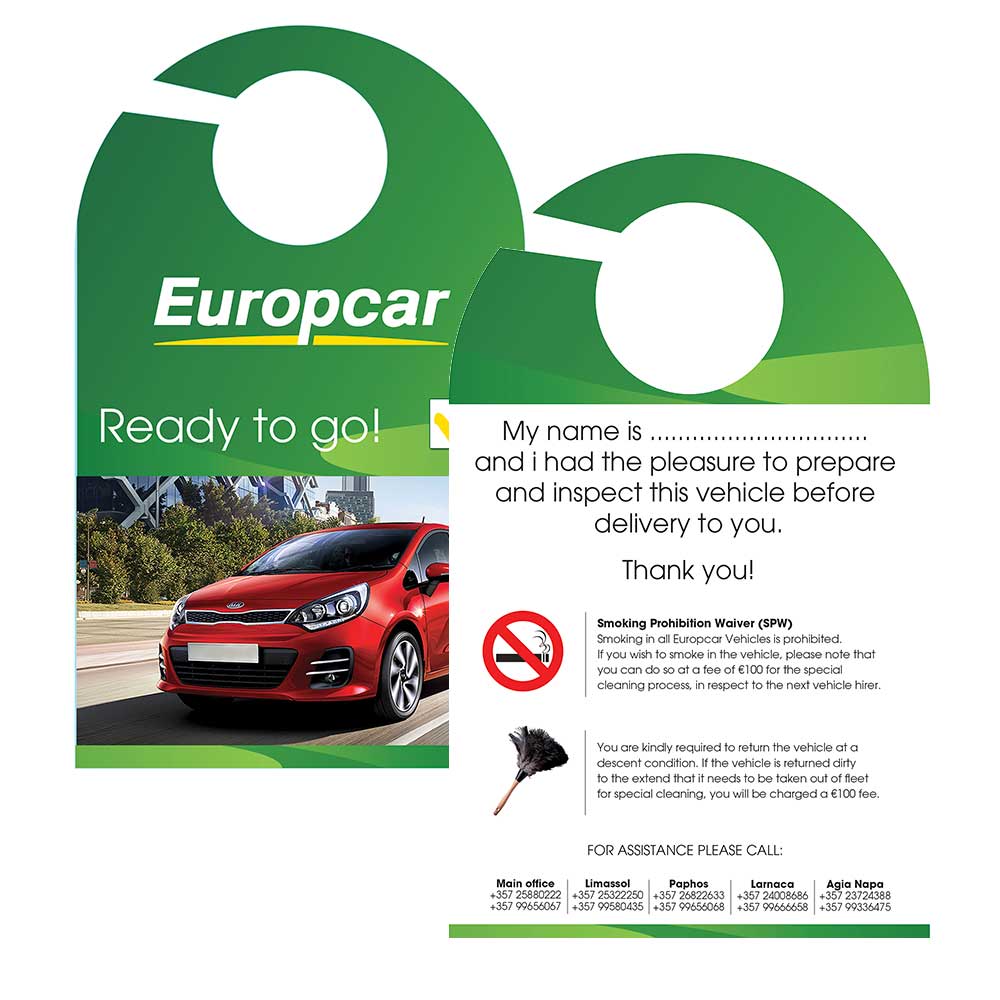 Europcar
Ready to go!
KIA
My name is ...............................
and i had the pleasure to prepare
and inspect this vehicle before
delivery to you.
Thank you!
Smoking Prohibition Waiver (SPW)
Smoking in all Europcar Vehicles is prohibited.
If you wish to smoke in the vehicle, please note that
you can do so at a fee of €100 for the special
cleaning process, in respect to the next vehicle hirer.
You are kindly required to return the vehicle at a
descent condition. If the vehicle is returned dirty
to the extend that it needs to be taken out of fleet
for special cleaning, you will be charged a €100 fee.
FOR ASSISTANCE PLEASE CALL:
Main office Limassol Paphos Larnaca Agia Napa
+357 25880222 +357 25322250 +357 26822633 +357 24008686 +357 23724388
+357 99656067 +357 99580435 +357 99656068 +357 99666658 +357 99336475